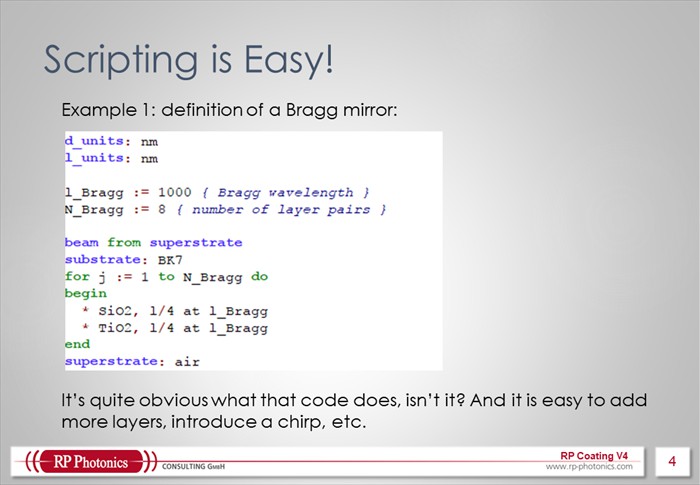 Scripting is Easy!
Example 1: definition of a Bragg mirror:
d_units: nm
l_units: nm
l_Bragg := 1000 { Bragg wavelength }
N_Bragg := 8 { number of layer pairs }
beam from superstrate
substrate: BK7
for j := 1 to N_Bragg do
begin
* SiO2, l/4 at l_Bragg
* TiO2, l/4 at l_Bragg
end
superstrate: air
It's quite obvious what that code does, isn't it? And it is easy to add
more layers, introduce a chirp, etc.
RP Photonics CONSULTING GmbH
RP Coating V4
www.rp-photonics.com
4